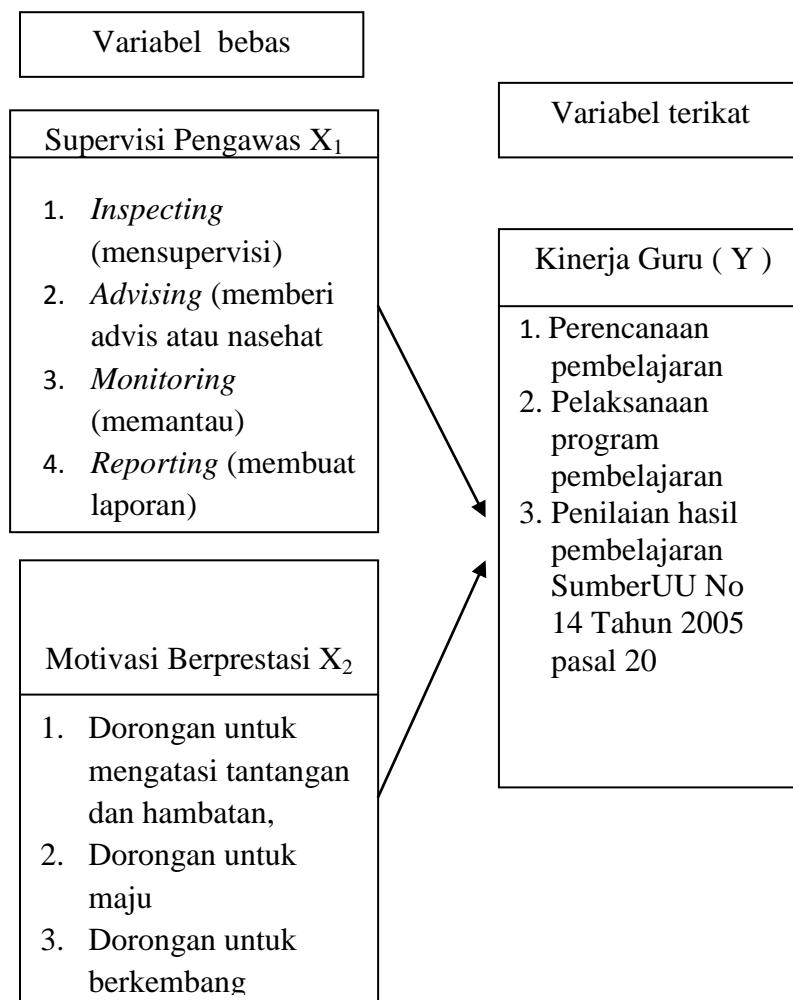 Variabel  bebas
Supervisi Pengawas X₁
1. Inspecting
(mensupervisi)
2. Advising (memberi
advis atau nasehat
3. Monitoring
(memantau)
4. Reporting (membuat
laporan)
Motivasi Berprestasi X₂
1. Dorongan untuk
mengatasi tantangan
dan hambatan,
2. Dorongan untuk
maju
3. Dorongan untuk
berkembang
Variabel terikat
Kinerja Guru ( Y )
1. Perencanaan
pembelajaran
2. Pelaksanaan
program
pembelajaran
3. Penilaian hasil
pembelajaran
SumberUU No
14 Tahun 2005
pasal 20